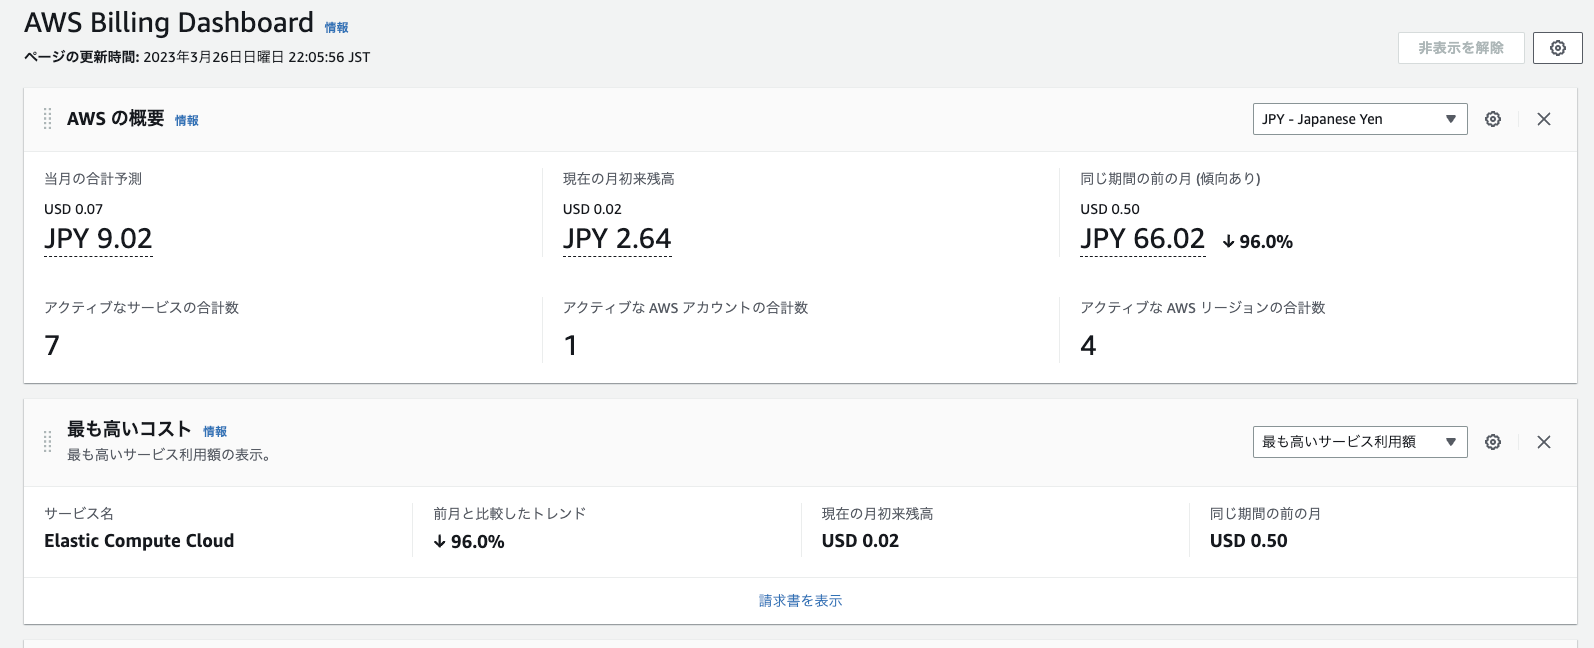 AWS Billing Dashboard 情報
ページの更新時間: 2023年3月26日日曜日 22:05:56 JST
非表示を解除
AWS の概要 情報
JPY - Japanese Yen
当月の合計予測
USD 0.07
JPY 9.02
現在の月初来残高
USD 0.02
JPY 2.64
同じ期間の前の月 (傾向あり)
USD 0.50
JPY 66.02 ↓ 96.0%
アクティブなサービスの合計数
7
アクティブな AWS アカウントの合計数
1
アクティブな AWS リージョンの合計数
4
最も高いコスト 情報
最も高いサービス利用額の表示。
最も高いサービス利用額
サービス名
Elastic Compute Cloud
前月と比較したトレンド
↓ 96.0%
現在の月初来残高
USD 0.02
同じ期間の前の月
USD 0.50
請求書を表示